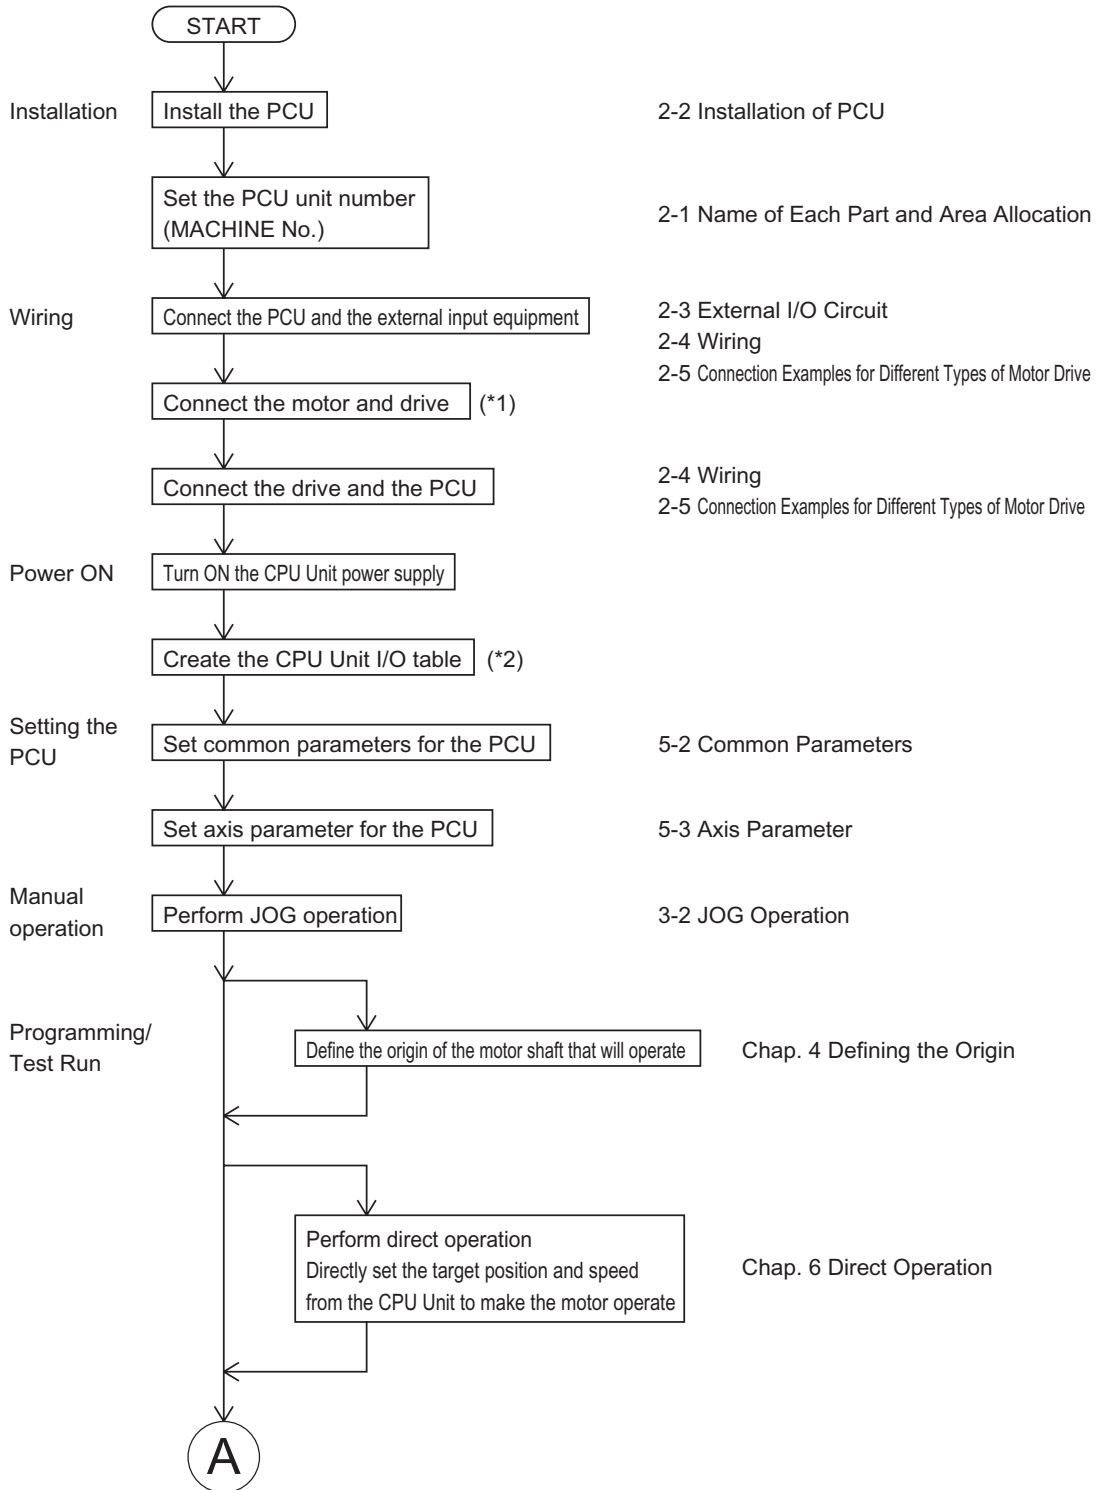 START
Installation
Install the PCU
2-2 Installation of PCU
Set the PCU unit number
(MACHINE No.)
2-1 Name of Each Part and Area Allocation
Wiring
Connect the PCU and the external input equipment
2-3 External I/O Circuit
2-4 Wiring
2-5 Connection Examples for Different Types of Motor Drive
Connect the motor and drive (*1)
Connect the drive and the PCU
2-4 Wiring
2-5 Connection Examples for Different Types of Motor Drive
Power ON
Turn ON the CPU Unit power supply
Create the CPU Unit I/O table (*2)
Setting the
PCU
Set common parameters for the PCU
5-2 Common Parameters
Set axis parameter for the PCU
5-3 Axis Parameter
Manual
operation
Perform JOG operation
3-2 JOG Operation
Programming/
Test Run
Define the origin of the motor shaft that will operate
Chap. 4 Defining the Origin
Perform direct operation
Directly set the target position and speed
from the CPU Unit to make the motor operate
Chap. 6 Direct Operation
A